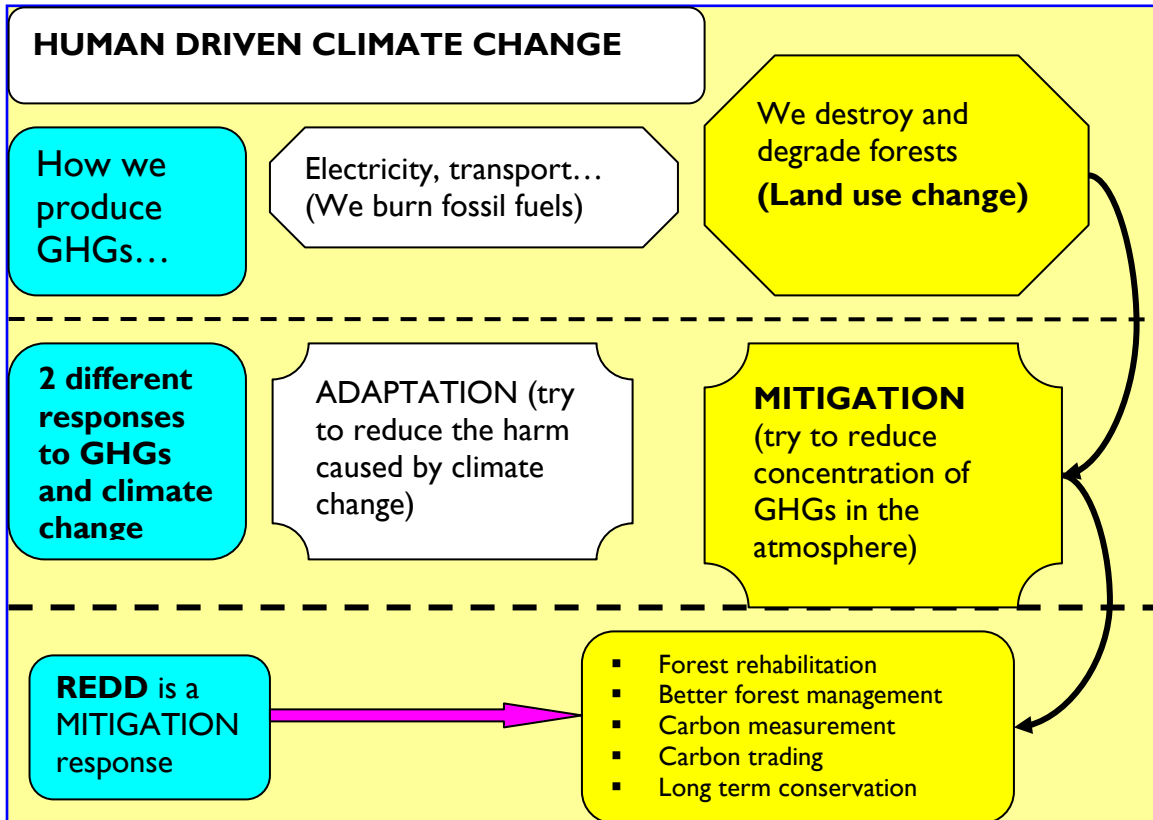 HUMAN DRIVEN CLIMATE CHANGE
How we
produce
GHGs…
Electricity, transport…
(We burn fossil fuels)
We destroy and
degrade forests
(Land use change)
2 different
responses
to GHGs
and climate
change
ADAPTATION (try
to reduce the harm
caused by climate
change)
MITIGATION
(try to reduce
concentration of
GHGs in the
atmosphere)
REDD is a
MITIGATION
response
▪ Forest rehabilitation
▪ Better forest management
▪ Carbon measurement
▪ Carbon trading
▪ Long term conservation